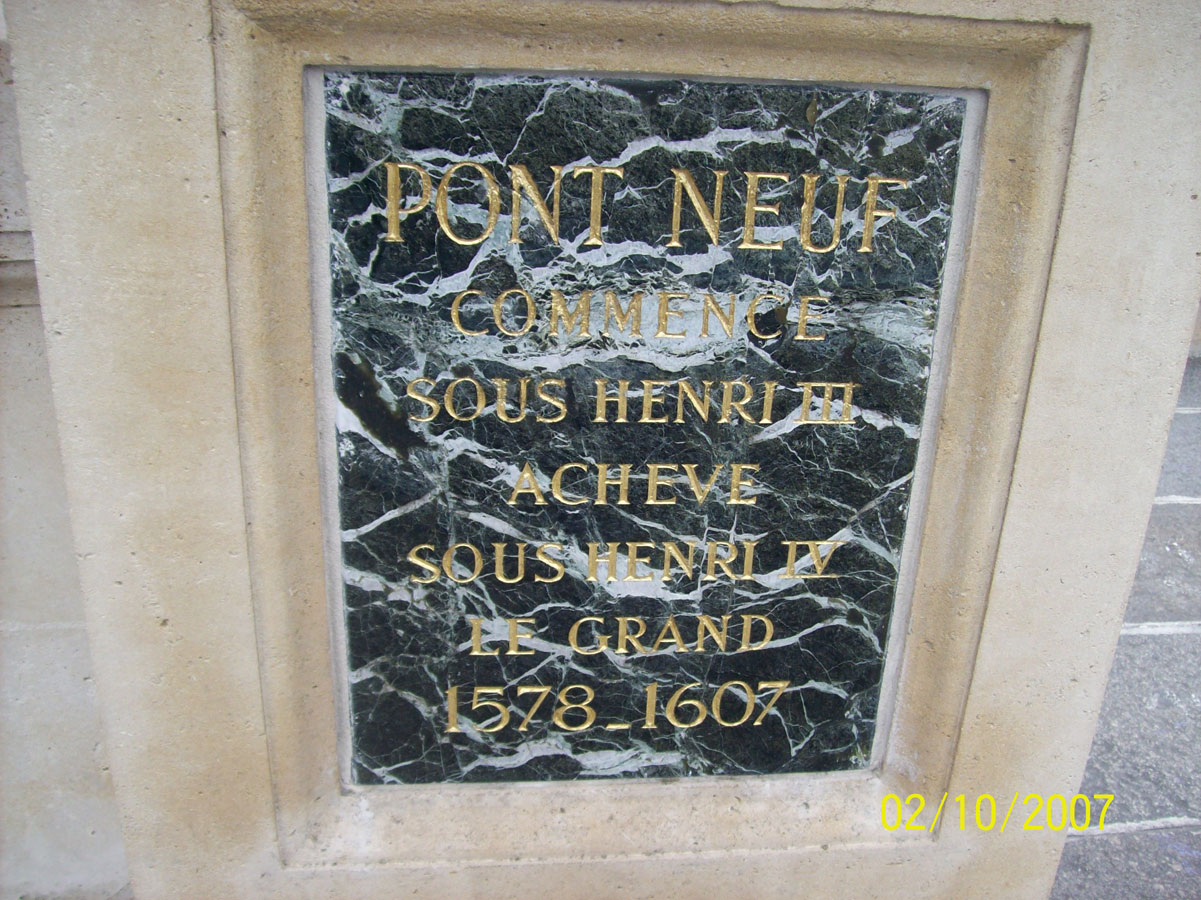 PONT NEUF
COMMENCE
SOUS HENRI III
ACHEVE
SOUS HENRI IV
LE GRAND
1578_1607
02/10/2007